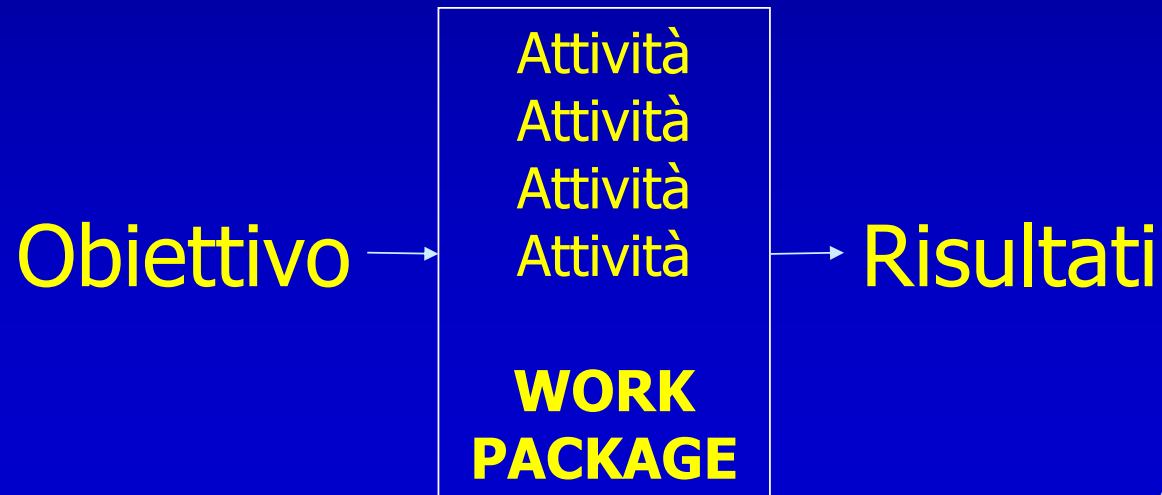 Obiettivo
Attività
Attività
Attività
Attività
WORK
PACKAGE
Risultati